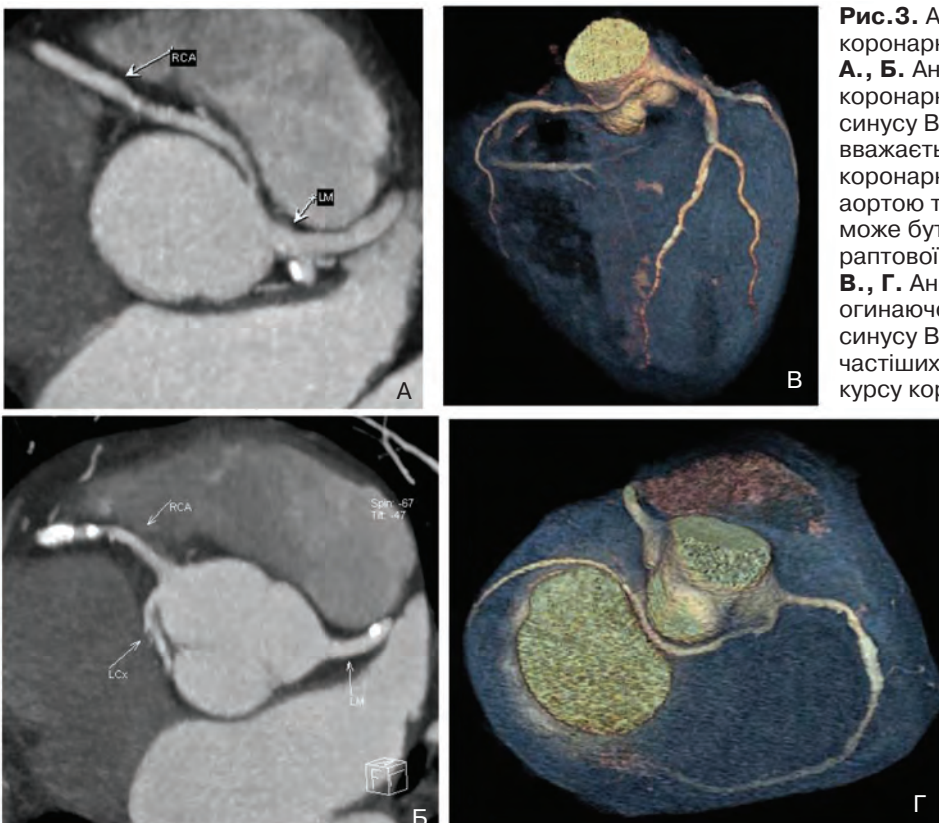 RCA
LM
А
В
RCA
Spin: -67
Tilt: -47
LCx
LM
F
Б
Г
Рис.3. А
коронарн
А., Б. Ан
коронарн
синусу В
вважаєть
коронарн
аортою т
може бут
раптової
В., Г. Ан
огинаюче
синусу В
частіших
курсу кор